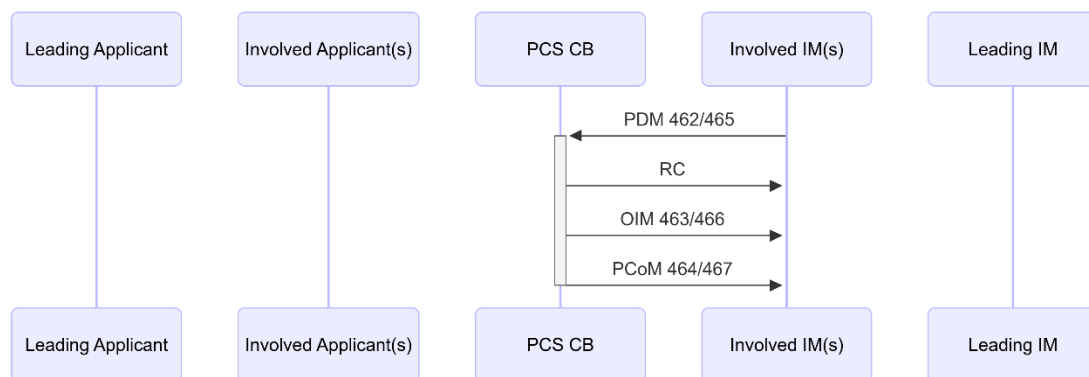 Leading Applicant
Involved Applicant(s)
PCS CB
Involved IM(s)
Leading IM
PDM 462/465
RC
OIM 463/466
PCoM 464/467
Leading Applicant
Involved Applicant(s)
PCS CB
Involved IM(s)
Leading IM